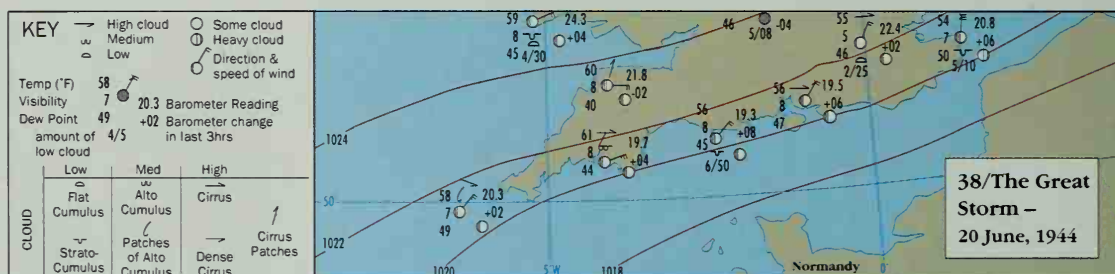 KEY
High cloud
Medium
Low
Some cloud
Heavy cloud
Direction &
speed of wind
Temp (°F) 58
Visibility 7 20.3 Barometer Reading
Dew Point 49 +02 Barometer change
amount of 4/5 in last 3hrs
low cloud
Low Med High
CLOUD
Flat
Cumulus
Alto
Cumulus
Cirrus
Strato-
Cumulus
Patches
of Alto
Cumulus
Dense
Cirrus
Cirrus
Patches
59 24.3
8 +04
45 4/30
46 -04
5/08
55
5 22.4
46 +02
2/25
54 20.8
7 +06
50 5/10
60
8 21.8
40 -02
56 19.5
8 +06
47
56 19.3
8 +08
45
6/50
61 19.7
8 +04
44
58 20.3
7 +02
49
1024
50
1022
1020
5°W
1018
Normandy
0°
38/The Great
Storm –
20 June, 1944